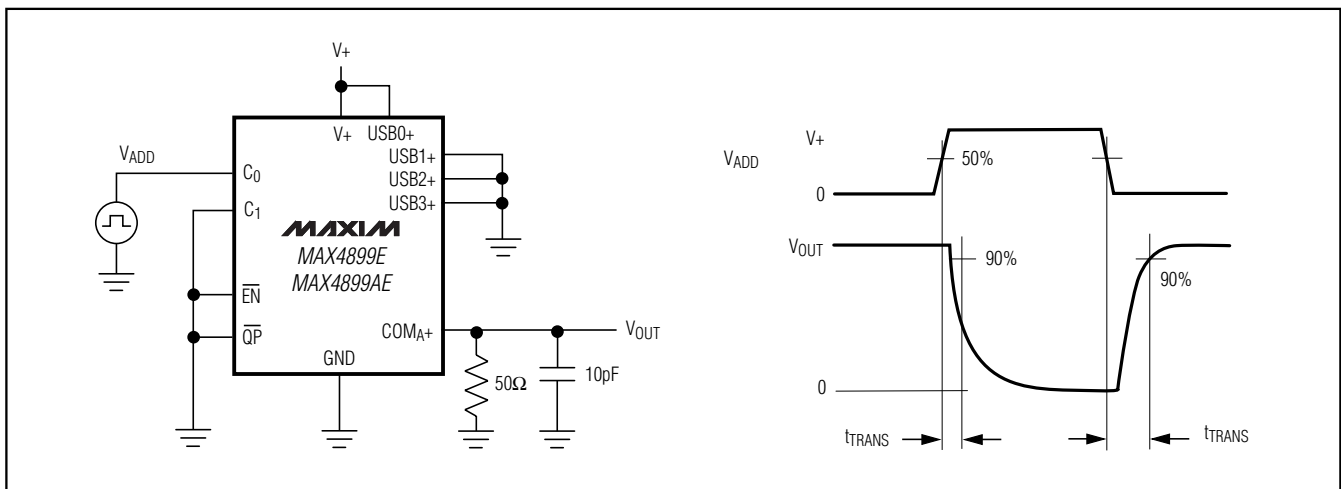 V+
V+ USB0+
USB1+
USB2+
USB3+
VADD
C0
C1
MAXIM
MAX4899E
MAX4899AE
EN
QP
COMA+
GND
VOUT
50Ω
10pF
V+
VADD
50%
0
VOUT
90%
90%
0
tTRANS
tTRANS